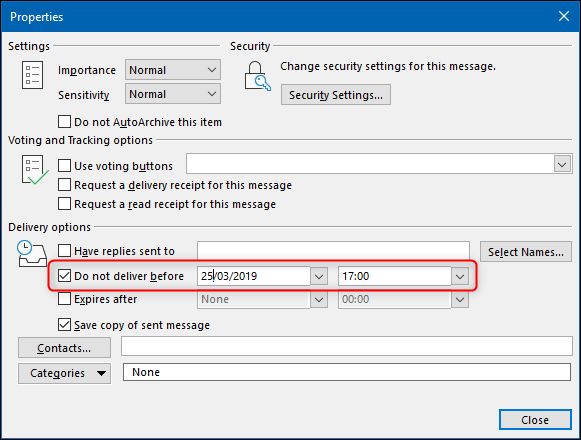 Properties
Settings Security
Importance Normal
Sensitivity Normal
Change security settings for this message.
Security Settings...
Do not AutoArchive this item
Voting and Tracking options
Use voting buttons
Request a delivery receipt for this message
Request a read receipt for this message
Delivery options
Have replies sent to Select Names...
Do not deliver before 25/03/2019 17:00
Expires after None 00:00
Save copy of sent message
Contacts...
Categories None
Close